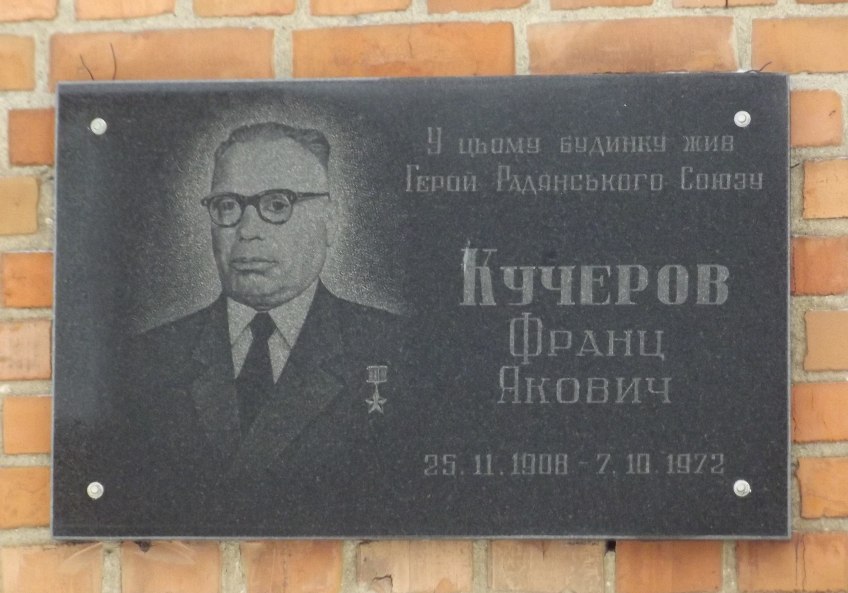 У цьому будинку жив
Герой Радянського Союзу
Кучеров
Франц
Якович
25.11.1908 - 7.10.1972